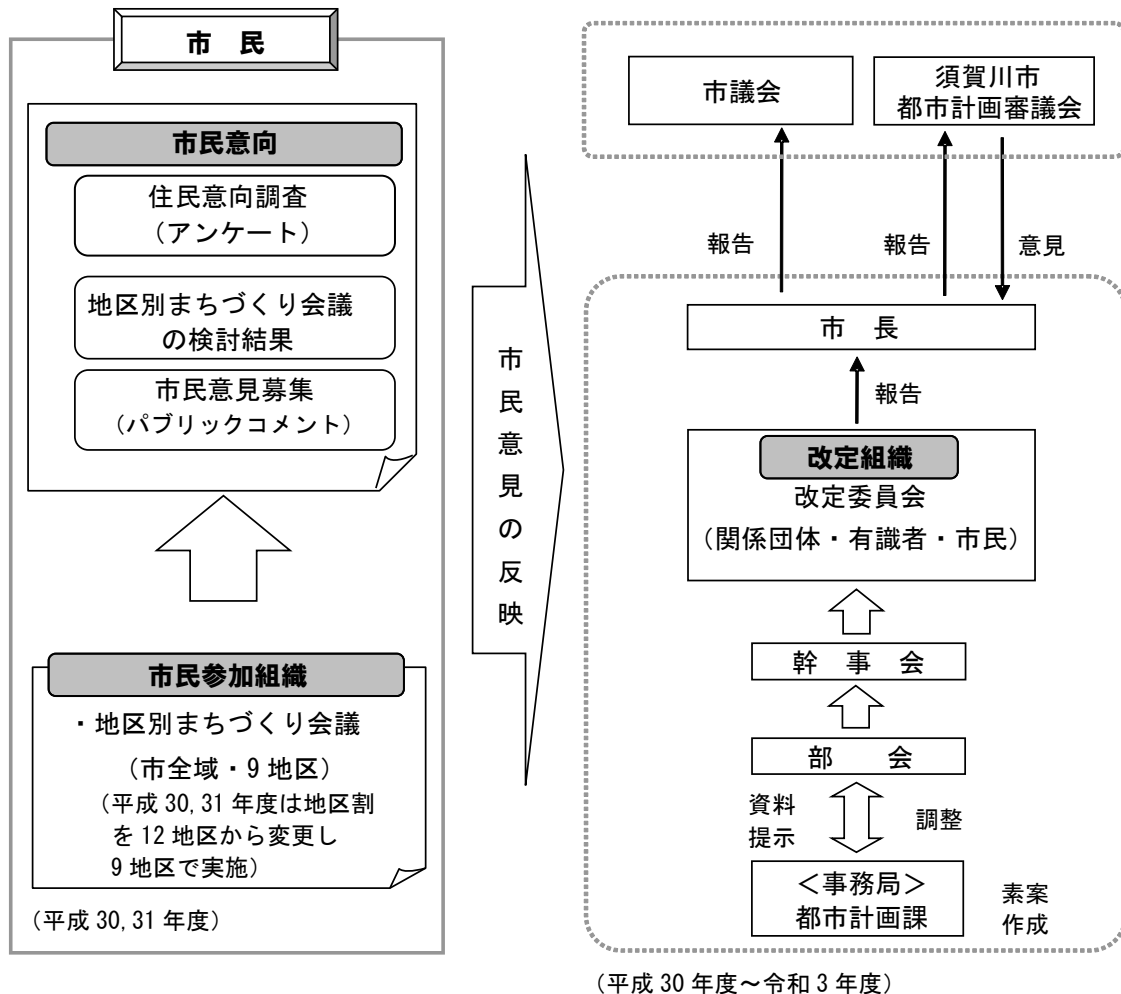 市 民
市民意向
住民意向調査
（アンケート）
地区別まちづくり会議
の検討結果
市民意見募集
（パブリックコメント）
市民参加組織
・地区別まちづくり会議
（市全域・9 地区）
（平成 30,31 年度は地区割
を 12 地区から変更し
9 地区で実施）
（平成 30,31 年度）
市民意見の反映
市議会
須賀川市
都市計画審議会
報告
報告
意見
市 長
報告
改定組織
改定委員会
（関係団体・有識者・市民）
幹 事 会
部 会
資料
提示
調整
＜事務局＞
都市計画課
素案
作成
（平成 30 年度～令和 3 年度）